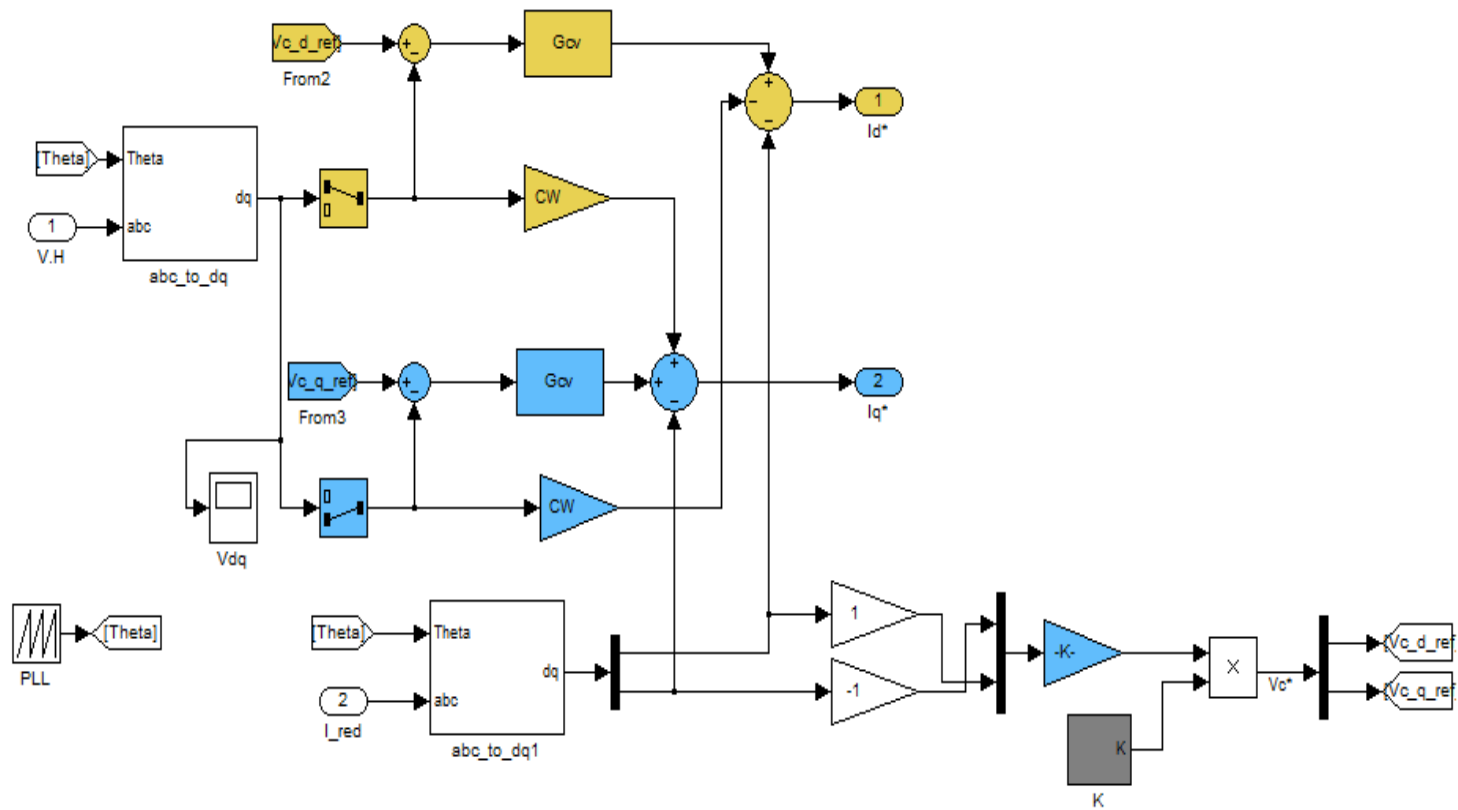 Vc_d_ref]
From2
+
-
Gov
+
-
-
1
Id*
[Theta]
Theta
dq
abc
1
V.H
abc_to_dq
CW
Vc_q_ref]
From3
+
-
Gov
+
+
-
2
Iq*
Vdq
CW
PLL
[Theta]
[Theta]
Theta
dq
2
abc
I_red
abc_to_dq1
1
-1
-K-
X
Vc*
[Vc_d_ref
[Vc_q_ref
K
K